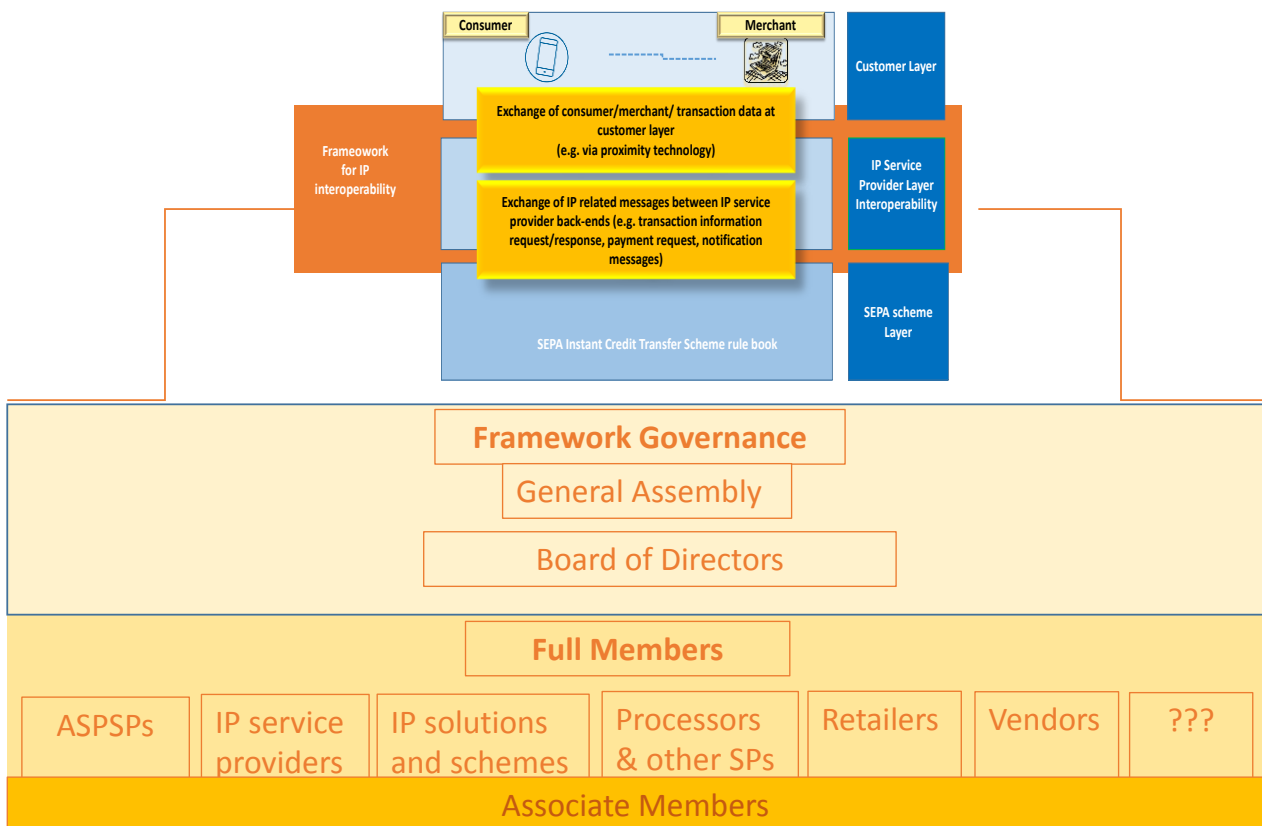 Consumer
Merchant
Customer Layer
Exchange of consumer/merchant/ transaction data at
customer layer
(e.g. via proximity technology)
Frameowork
for IP
interoperability
IP Service
Provider Layer
Interoperability
Exchange of IP related messages between IP service
provider back-ends (e.g. transaction information
request/response, payment request, notification
messages)
SEPA scheme
Layer
SEPA Instant Credit Transfer Scheme rule book
Framework Governance
General Assembly
Board of Directors
Full Members
ASPSPs
IP service
providers
IP solutions
and schemes
Processors
& other SPs
Retailers
Vendors
???
Associate Members